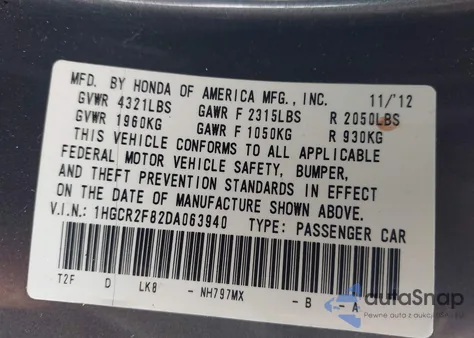 MFD. BY HONDA OF AMERICA MFG., INC. 11/'12
GVWR 4321LBS GAWR F 2315LBS R 2050LBS
GVWR 1960KG GAWR F 1050KG R 930KG
THIS VEHICLE CONFORMS TO ALL APPLICABLE
FEDERAL MOTOR VEHICLE SAFETY, BUMPER,
AND THEFT PREVENTION STANDARDS IN EFFECT
ON THE DATE OF MANUFACTURE SHOWN ABOVE.
V.I.N.: 1HGCR2F82DA063940 TYPE: PASSENGER CAR
T2F D LK8 - NH797MX - B - A
autaSnap
Pewne auta z aukcji i ofert